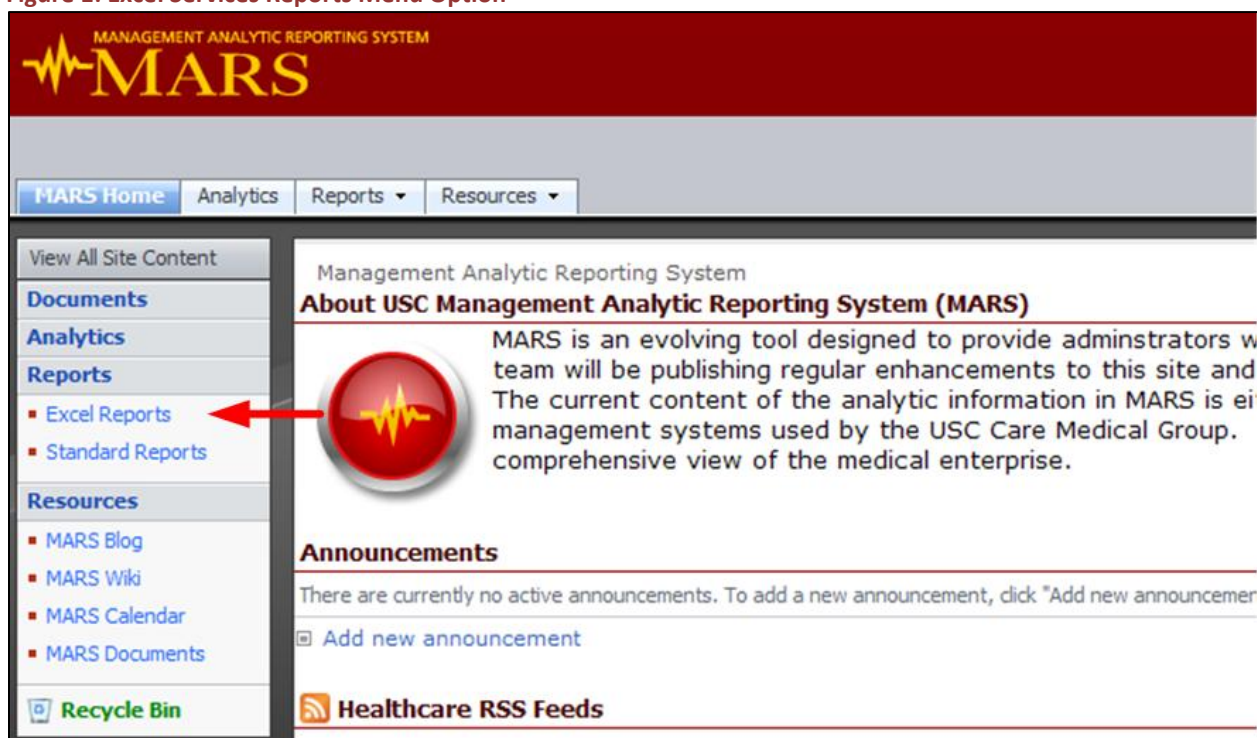 Figure 1: Excel Services Reports Menu Option
MANAGEMENT ANALYTIC REPORTING SYSTEM
MARS
MARS Home
Analytics
Reports
Resources
View All Site Content
Documents
Analytics
Reports
Excel Reports
Standard Reports
Resources
MARS Blog
MARS Wiki
MARS Calendar
MARS Documents
Recycle Bin
Management Analytic Reporting System
About USC Management Analytic Reporting System (MARS)
MARS is an evolving tool designed to provide adminstrators w
team will be publishing regular enhancements to this site and
The current content of the analytic information in MARS is ei
management systems used by the USC Care Medical Group.
comprehensive view of the medical enterprise.
Announcements
There are currently no active announcements. To add a new announcement, click "Add new announcemen
Add new announcement
Healthcare RSS Feeds